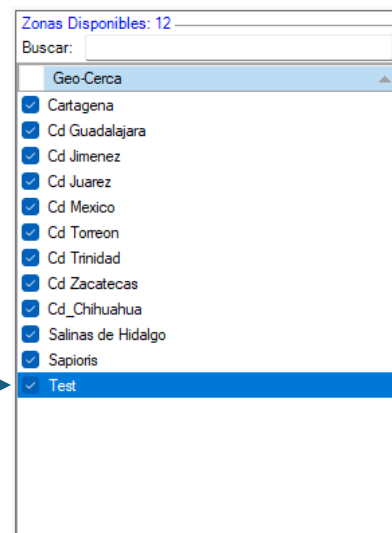 Zonas Disponibles: 12
Buscar:
Geo-Cerca
Cartagena
Cd Guadalajara
Cd Jimenez
Cd Juarez
Cd Mexico
Cd Torreon
Cd Trinidad
Cd Zacatecas
Cd_Chihuahua
Salinas de Hidalgo
Sapioris
Test